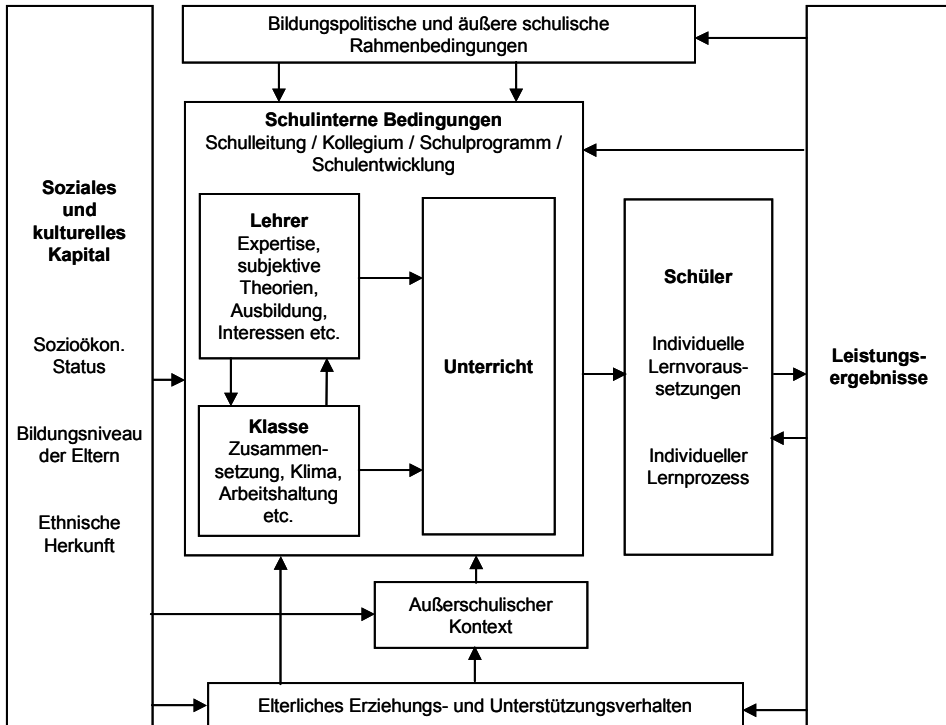 Bildungspolitische und äußere schulische
Rahmenbedingungen
Soziales
und
kulturelles
Kapital
Sozioökon.
Status
Bildungsniveau
der Eltern
Ethnische
Herkunft
Schulinterne Bedingungen
Schulleitung / Kollegium / Schulprogramm /
Schulentwicklung
Lehrer
Expertise,
subjektive
Theorien,
Ausbildung,
Interessen etc.
Klasse
Zusammen-
setzung, Klima,
Arbeitshaltung
etc.
Unterricht
Schüler
Individuelle
Lernvoraus-
setzungen
Individueller
Lernprozess
Leistungs-
ergebnisse
Außerschulischer
Kontext
Elterliches Erziehungs- und Unterstützungsverhalten